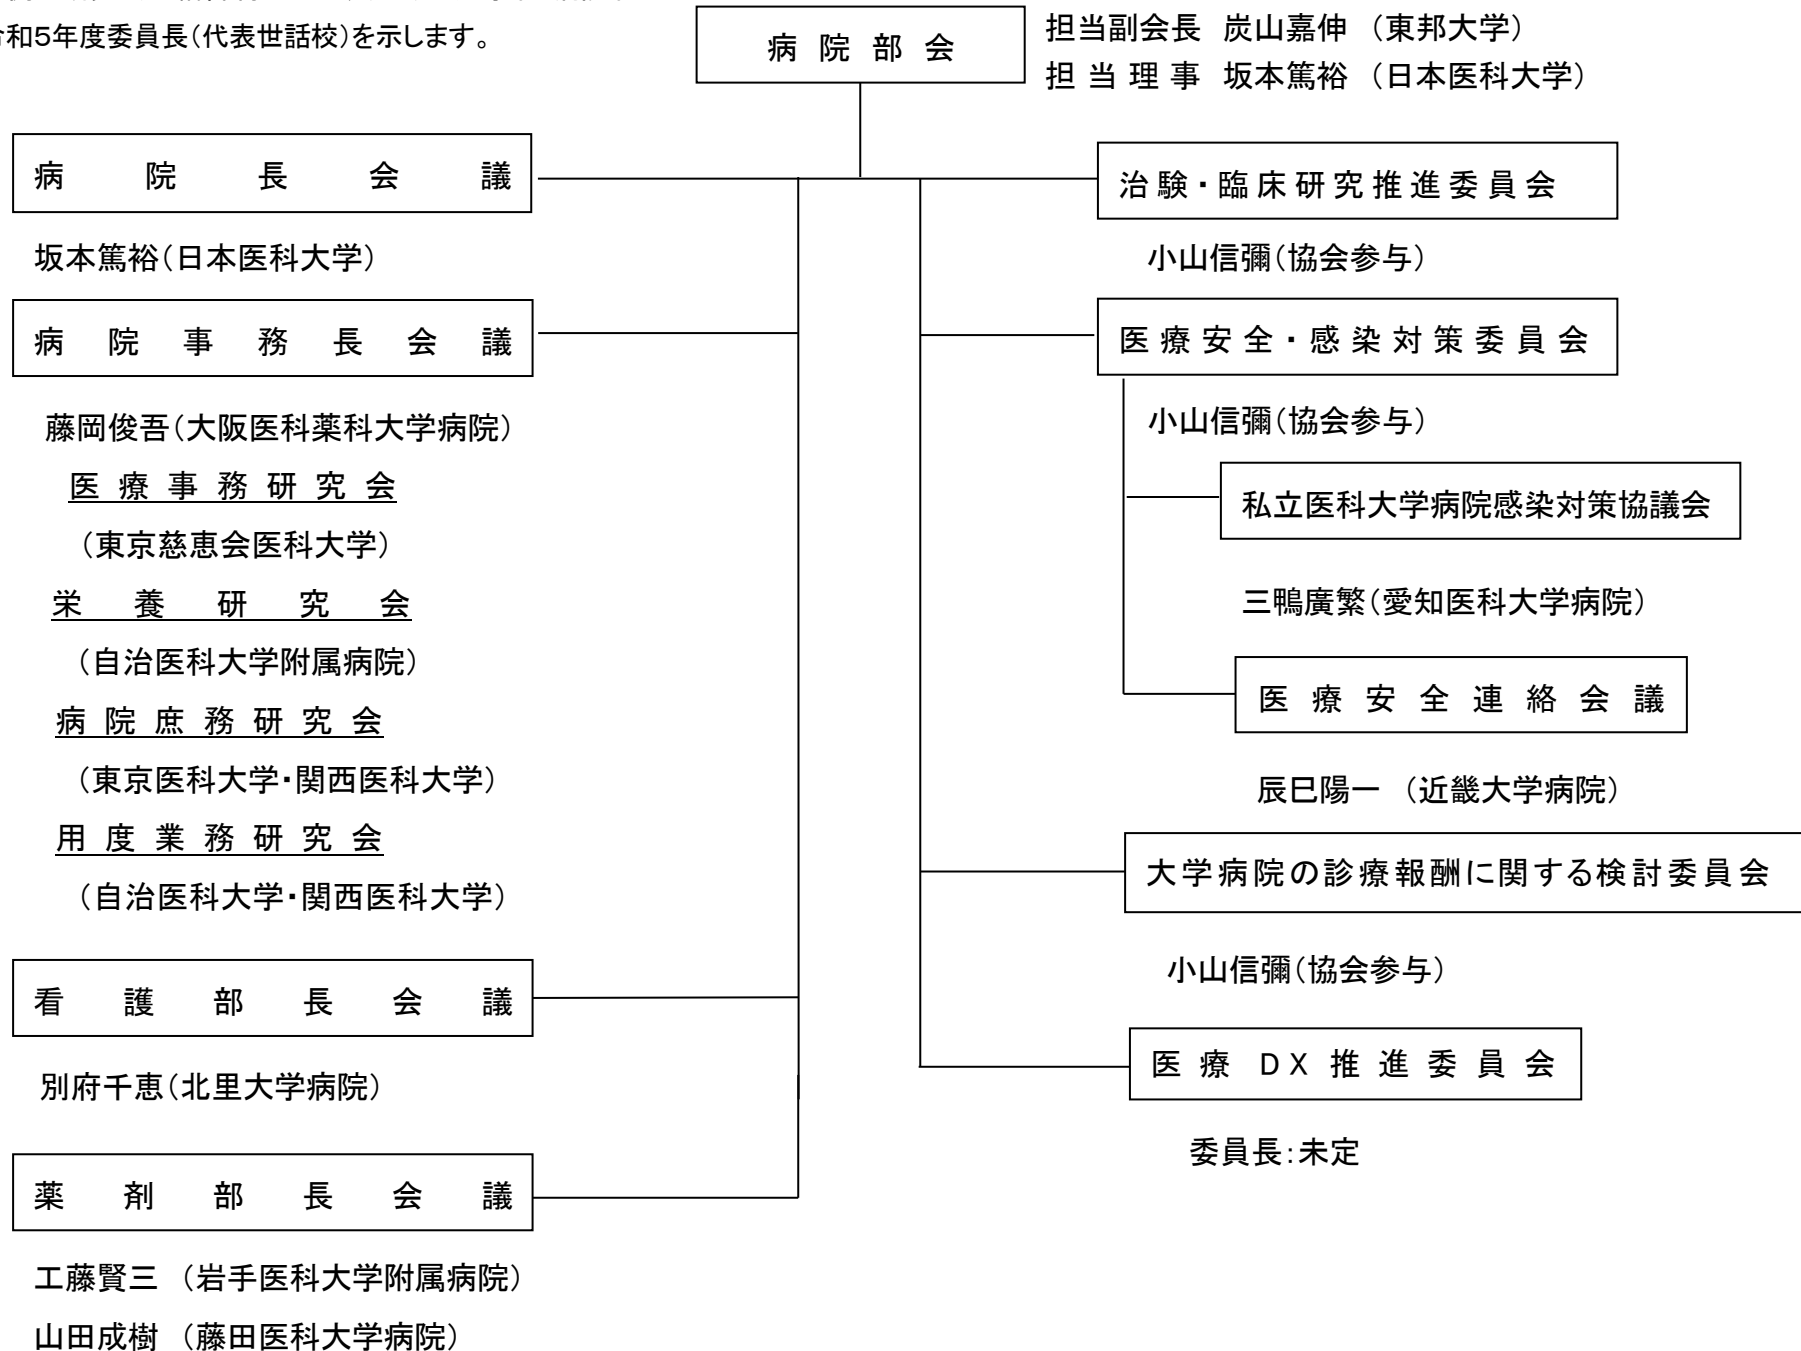 和5年度委員長(代表世話校)を示します。
病院部会
担当副会長 炭山嘉伸 (東邦大学)
担当理事 坂本篤裕 (日本医科大学)
病院長会議
坂本篤裕(日本医科大学)
病院事務長会議
藤岡俊吾(大阪医科薬科大学病院)
医療事務研究会
(東京慈恵会医科大学)
栄養研究会
(自治医科大学附属病院)
病院庶務研究会
(東京医科大学・関西医科大学)
用度業務研究会
(自治医科大学・関西医科大学)
看護部長会議
別府千恵(北里大学病院)
薬剤部長会議
工藤賢三 (岩手医科大学附属病院)
山田成樹 (藤田医科大学病院)
治験・臨床研究推進委員会
小山信彌(協会参与)
医療安全・感染対策委員会
小山信彌(協会参与)
私立医科大学病院感染対策協議会
三鴨廣繁(愛知医科大学病院)
医療安全連絡会議
辰巳陽一 (近畿大学病院)
大学病院の診療報酬に関する検討委員会
小山信彌(協会参与)
医療DX推進委員会
委員長:未定